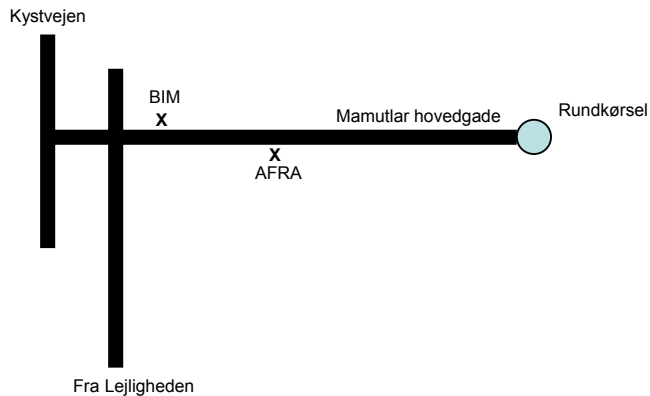 Kystvejen
BIM
X
Mamutlar hovedgade
Rundkørsel
X
AFRA
Fra Lejligheden